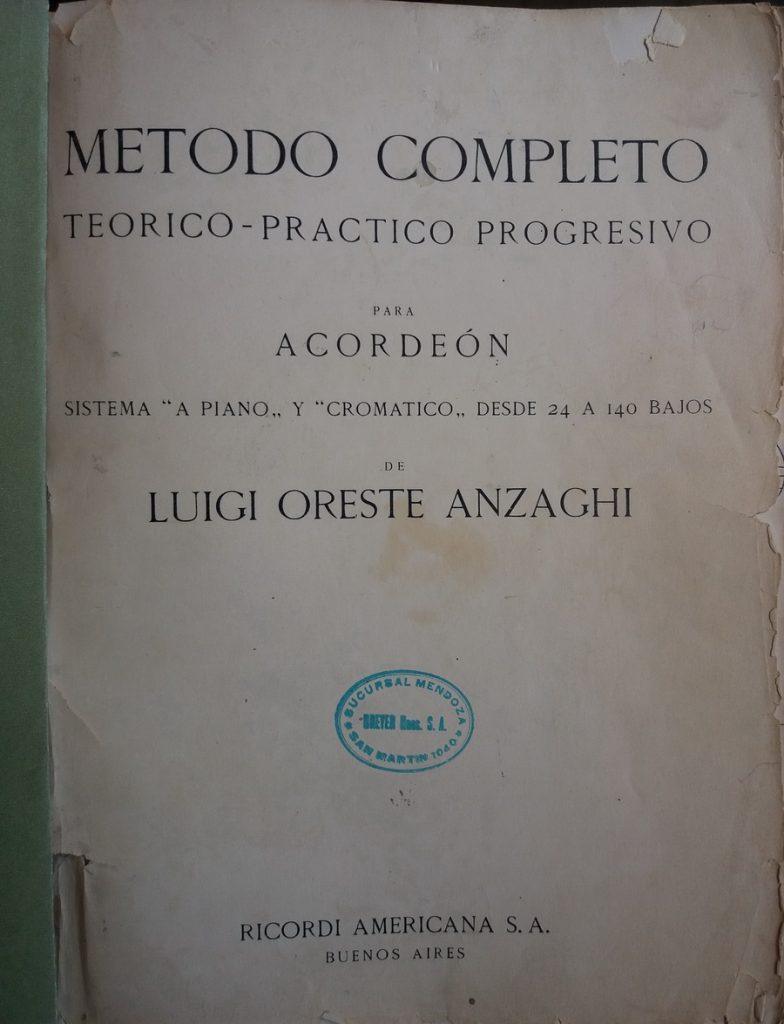 METODO COMPLETO
TEORICO-PRACTICO PROGRESIVO
PARA
ACORDEÓN
SISTEMA “A PIANO„ Y “CROMATICO„ DESDE 24 A 140 BAJOS
DE
LUIGI ORESTE ANZAGHI
SUCURSAL MENDOZA
BREYER Hnos. S. A.
SAN MARTIN 1040
RICORDI AMERICANA S. A.
BUENOS AIRES